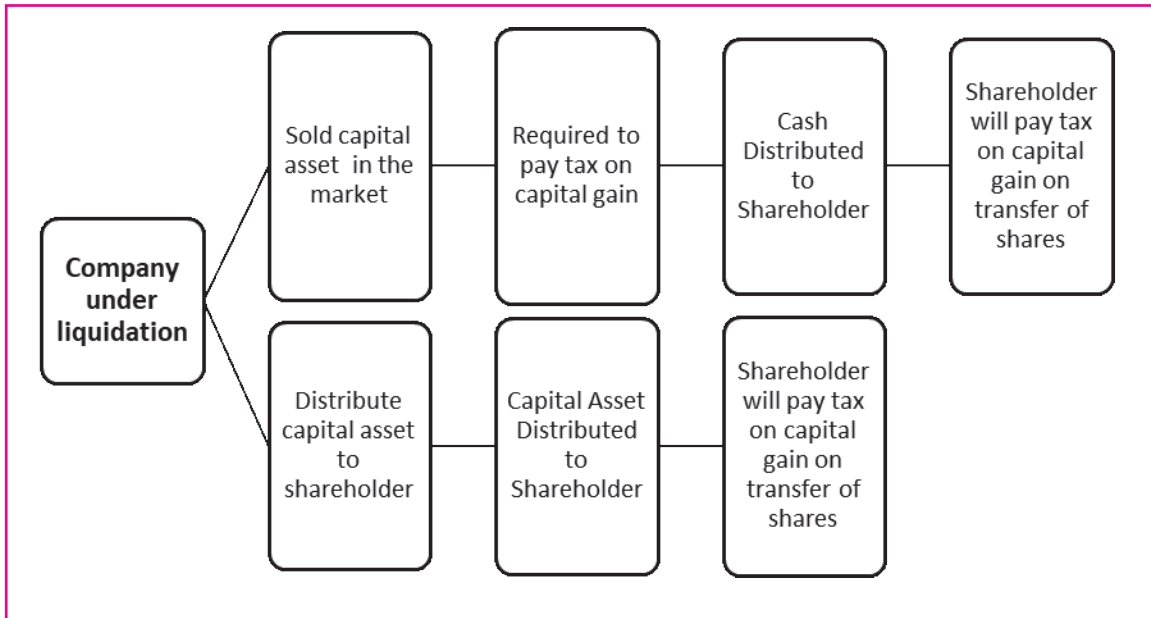 Company
under
liquidation
Sold capital
asset in the
market
Required to
pay tax on
capital gain
Cash
Distributed
to
Shareholder
Shareholder
will pay tax
on capital
gain on
transfer of
shares
Distribute
capital asset
to
shareholder
Capital Asset
Distributed
to
Shareholder
Shareholder
will pay tax
on capital
gain on
transfer of
shares